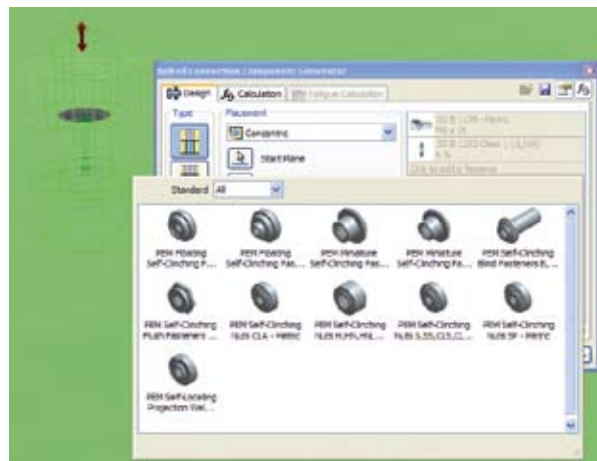 Bolted Connection Component Generator
Design
Calculation
Fatigue Calculation
Type
Placement
Concentric
Start Plane
Click to add a fastener
Standard All
PEM Floating Self-Clinching F...
PEM Floating Self-Clinching Fas...
PEM Miniature Self-Clinching Fas...
PEM Miniature Self-Clinching Fa...
PEM Self-Clinching Blind Fasteners B, ...
PEM Self-Clinching Flush Fasteners ...
PEM Self-Clinching Nuts CLA - Metric
PEM Self-Clinching
PEM Self-Clinching
PEM Self-Clinching Nuts SP - Metric
PEM Self-Locating Projection Wel...